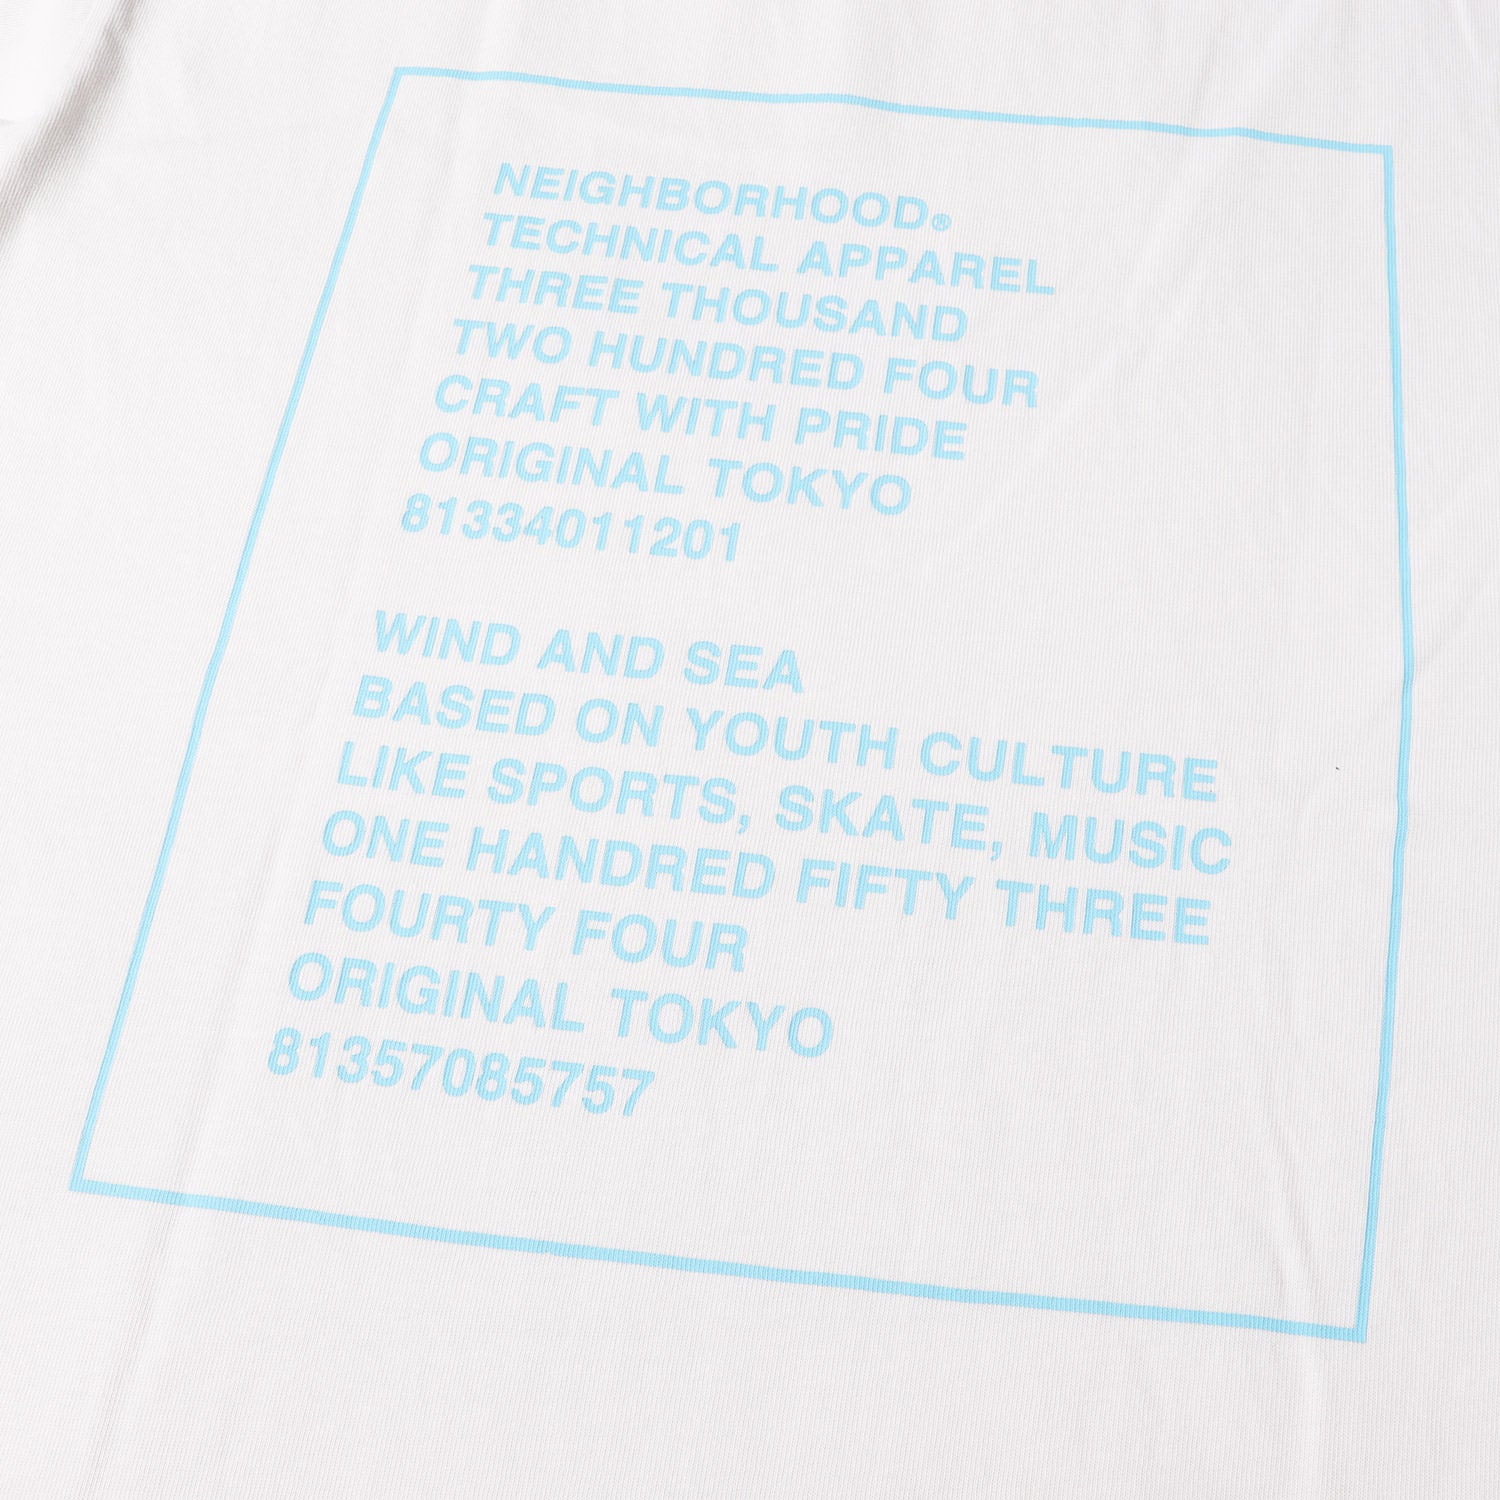 NEIGHBORHOOD®
TECHNICAL APPAREL
THREE THOUSAND
TWO HUNDRED FOUR
CRAFT WITH PRIDE
ORIGINAL TOKYO
81334011201
WIND AND SEA
BASED ON YOUTH CULTURE
LIKE SPORTS, SKATE, MUSIC
ONE HANDRED FIFTY THREE
FOURTY FOUR
ORIGINAL TOKYO
81357085757